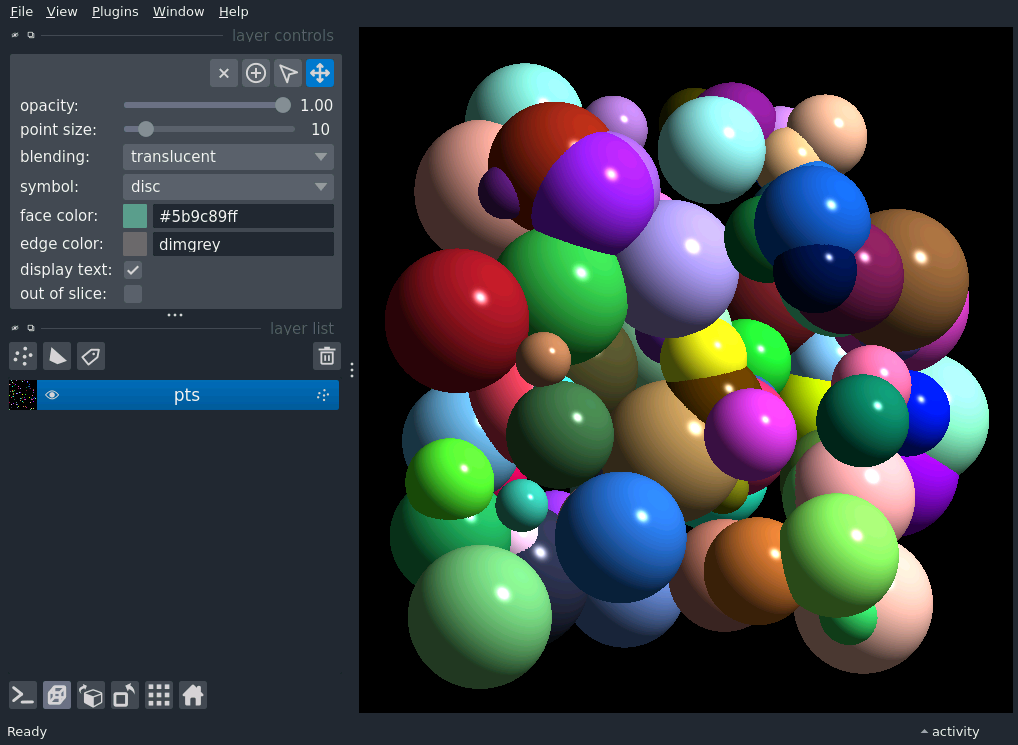 File View Plugins Window Help
layer controls
opacity: 1.00
point size: 10
blending: translucent
symbol: disc
face color: #5b9c89ff
edge color: dimgrey
display text:
out of slice:
layer list
pts
Ready activity